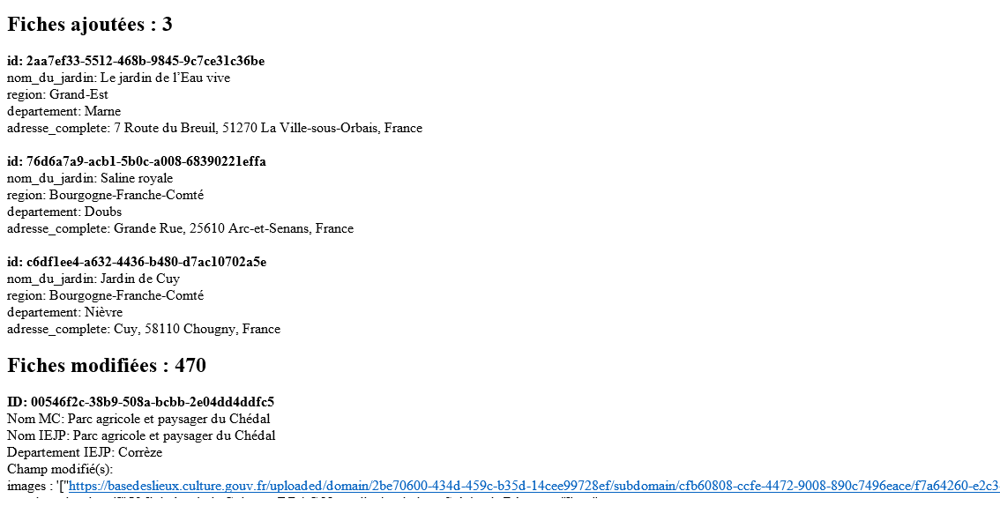 Fiches ajoutées : 3
id: 2aa7ef33-5512-468b-9845-9c7ce31c36be
nom_du_jardin: Le jardin de l’Eau vive
region: Grand-Est
departement: Marne
adresse_complete: 7 Route du Breuil, 51270 La Ville-sous-Orbais, France
id: 76d6a7a9-acb1-5b0c-a008-68390221effa
nom_du_jardin: Saline royale
region: Bourgogne-Franche-Comté
departement: Doubs
adresse_complete: Grande Rue, 25610 Arc-et-Senans, France
id: c6df1ee4-a632-4436-b480-d7ac10702a5e
nom_du_jardin: Jardin de Cuy
region: Bourgogne-Franche-Comté
departement: Nièvre
adresse_complete: Cuy, 58110 Chougny, France
Fiches modifiées : 470
ID: 00546f2c-38b9-508a-bcbb-2e04dd4ddfc5
Nom MC: Parc agricole et paysager du Chédal
Nom IEJP: Parc agricole et paysager du Chédal
Departement IEJP: Corrèze
Champ modifié(s):
images : '["https://basedeslieux.culture.gouv.fr/uploaded/domain/2be70600-434d-459c-b35d-14cee99728ef/subdomain/cfb60808-ccfe-4472-9008-890c7496eace/f7a64260-e2c3-